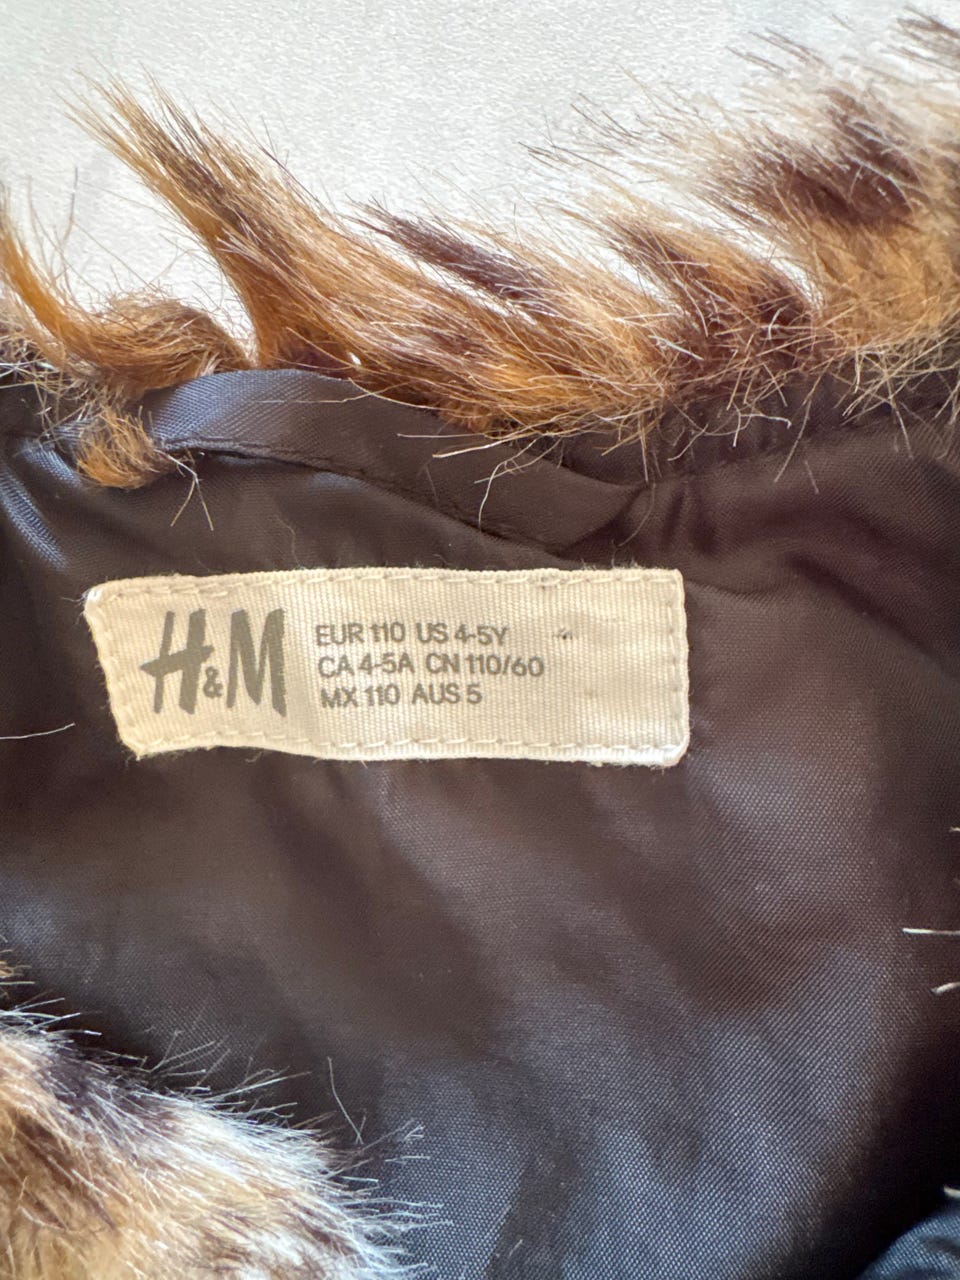 H&M
EUR 110 US 4-5Y
CA 4-5A CN 110/60
MX 110 AUS 5